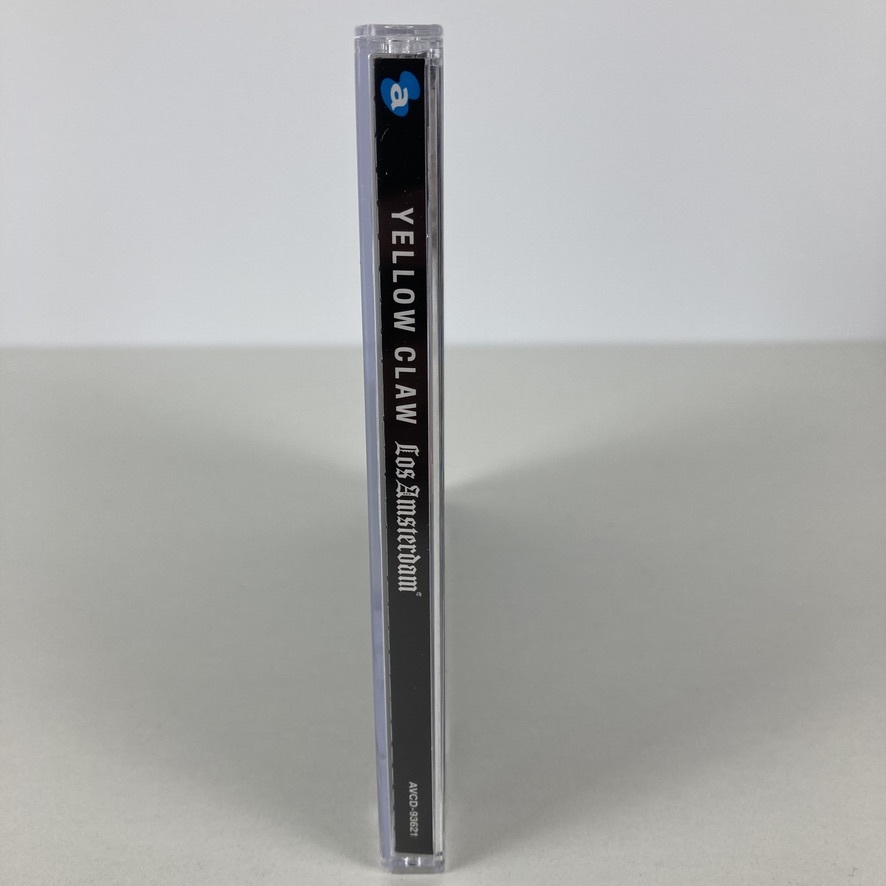 a
YELLOW CLAW Los Amsterdam
AVCD-93621